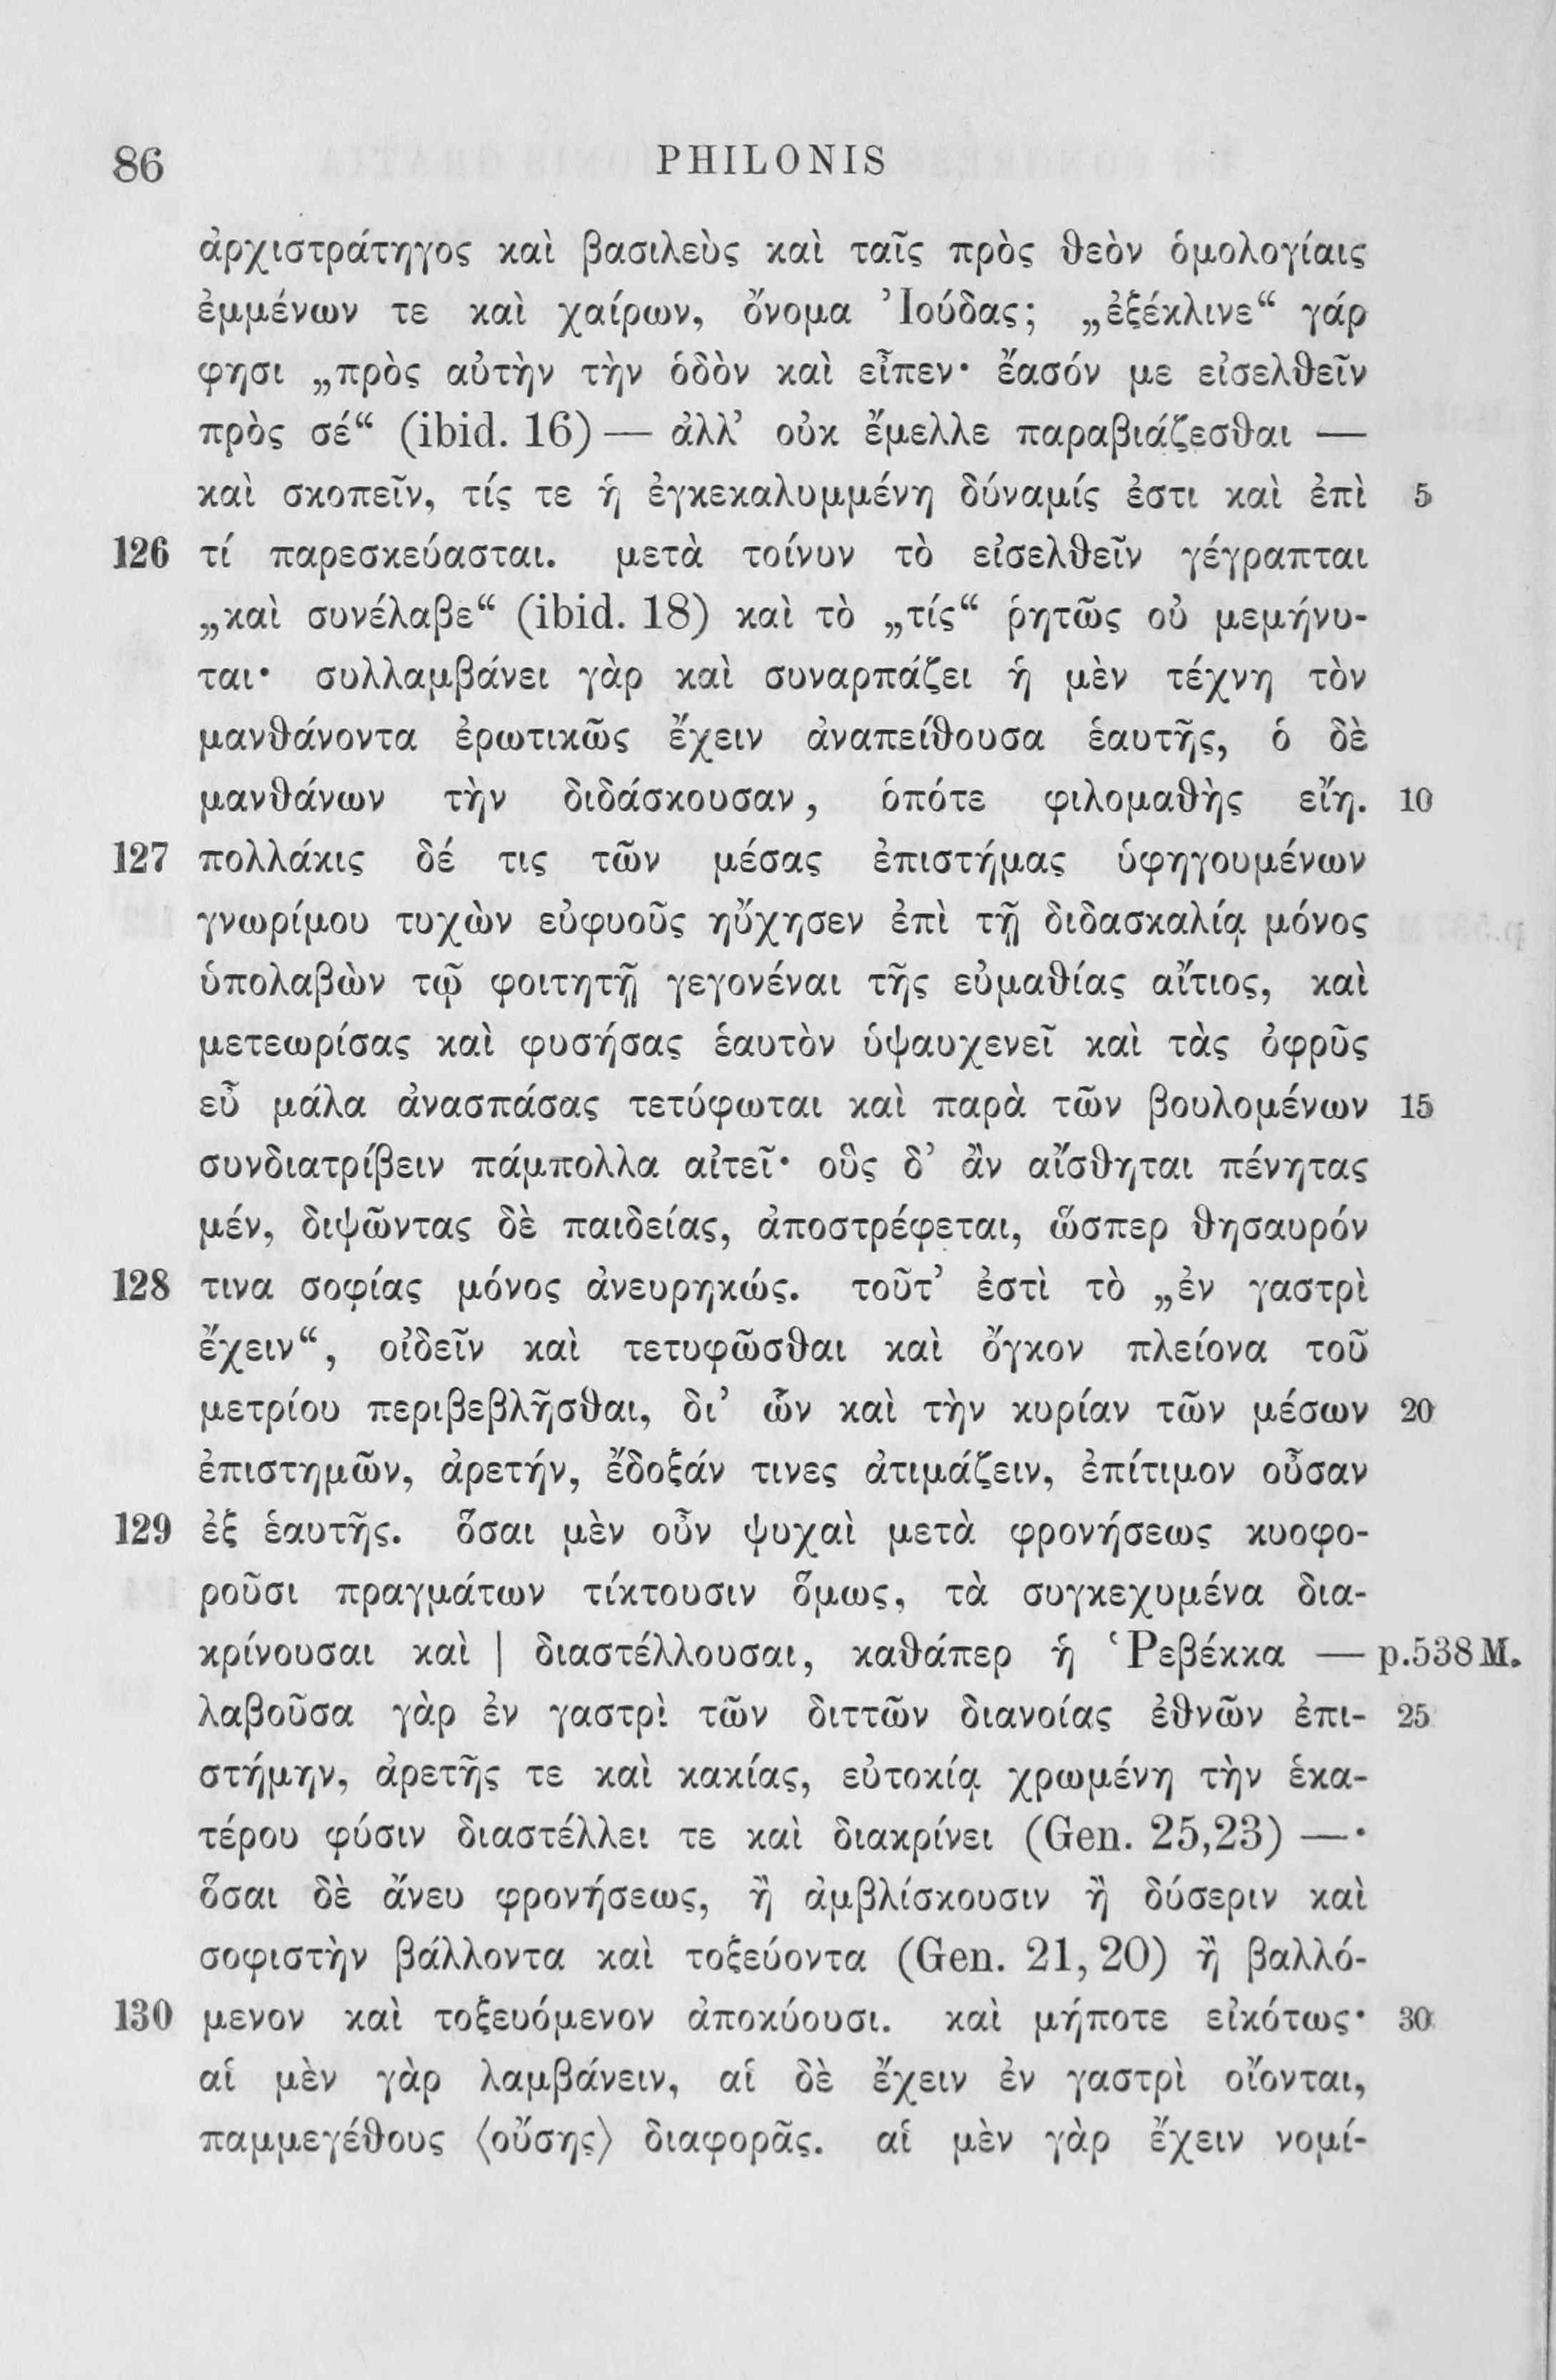 86 PHILONIS
ἀρχιστράτηγος καὶ βασιλεὺς καὶ ταῖς πρὸς θεὸν ὁμολογίαις
ἐμμένων τε καὶ χαίρων, ὄνομα Ἰούδας; „ἐξέκλινε“ γάρ
φησι „πρὸς αὐτὴν τὴν ὁδὸν καὶ εἶπεν· ἔασόν με εἰσελθεῖν
πρὸς σέ“ (ibid. 16) — ἀλλ’ οὐκ ἔμελλε παραβιάζεσθαι —
καὶ σκοπεῖν, τίς τε ἡ ἐγκεκαλυμμένη δύναμίς ἐστι καὶ ἐπὶ 5
126 τί παρεσκεύασται. μετὰ τοίνυν τὸ εἰσελθεῖν γέγραπται
„καὶ συνέλαβε“ (ibid. 18) καὶ τὸ „τίς“ ῥητῶς οὐ μεμήνυ-
ται· συλλαμβάνει γὰρ καὶ συναρπάζει ἡ μὲν τέχνη τὸν
μανθάνοντα ἐρωτικῶς ἔχειν ἀναπείθουσα ἑαυτῆς, ὁ δὲ
μανθάνων τὴν διδάσκουσαν, ὁπότε φιλομαθὴς εἴη. 10
127 πολλάκις δέ τις τῶν μέσας ἐπιστήμας ὑφηγουμένων
γνωρίμου τυχὼν εὐφυοῦς ηὔχησεν ἐπὶ τῇ διδασκαλίᾳ μόνος
ὑπολαβὼν τῷ φοιτητῇ γεγονέναι τῆς εὐμαθίας αἴτιος, καὶ
μετεωρίσας καὶ φυσήσας ἑαυτὸν ὑψαυχενεῖ καὶ τὰς ὀφρῦς
εὖ μάλα ἀνασπάσας τετύφωται καὶ παρὰ τῶν βουλομένων 15
συνδιατρίβειν πάμπολλα αἰτεῖ· οὓς δ’ ἂν αἴσθηται πένητας
μέν, διψῶντας δὲ παιδείας, ἀποστρέφεται, ὥσπερ θησαυρόν
128 τινα σοφίας μόνος ἀνευρηκώς. τοῦτ’ ἐστὶ τὸ „ἐν γαστρὶ
ἔχειν“, οἰδεῖν καὶ τετυφῶσθαι καὶ ὄγκον πλείονα τοῦ
μετρίου περιβεβλῆσθαι, δι’ ὧν καὶ τὴν κυρίαν τῶν μέσων 20
ἐπιστημῶν, ἀρετήν, ἔδοξάν τινες ἀτιμάζειν, ἐπίτιμον οὖσαν
129 ἐξ ἑαυτῆς. ὅσαι μὲν οὖν ψυχαὶ μετὰ φρονήσεως κυοφο-
ροῦσι πραγμάτων τίκτουσιν ὅμως, τὰ συγκεχυμένα δια-
κρίνουσαι καὶ | διαστέλλουσαι, καθάπερ ἡ Ῥεβέκκα — p.538 M.
λαβοῦσα γὰρ ἐν γαστρὶ τῶν διττῶν διανοίας ἐθνῶν ἐπι- 25
στήμην, ἀρετῆς τε καὶ κακίας, εὐτοκίᾳ χρωμένη τὴν ἑκα-
τέρου φύσιν διαστέλλει τε καὶ διακρίνει (Gen. 25,23) —·
ὅσαι δὲ ἄνευ φρονήσεως, ἢ ἀμβλίσκουσιν ἢ δύσεριν καὶ
σοφιστὴν βάλλοντα καὶ τοξεύοντα (Gen. 21, 20) ἢ βαλλό-
130 μενον καὶ τοξευόμενον ἀποκύουσι. καὶ μήποτε εἰκότως· 30
αἱ μὲν γὰρ λαμβάνειν, αἱ δὲ ἔχειν ἐν γαστρὶ οἴονται,
παμμεγέθους ⟨οὔσης⟩ διαφορᾶς. αἱ μὲν γὰρ ἔχειν νομί-